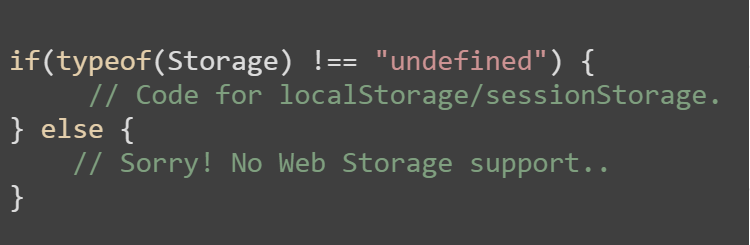 if(typeof(Storage) !== "undefined") {
// Code for localStorage/sessionStorage.
} else {
// Sorry! No Web Storage support..
}